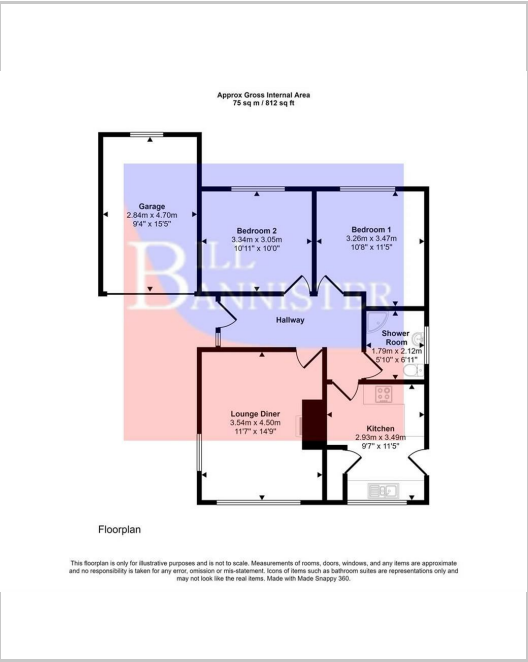 Approx Gross Internal Area
75 sq m / 812 sq ft
Garage
2.84m x 4.70m
9'4" x 15'5"
Bedroom 2
3.34m x 3.05m
10'11" x 10'0"
Bedroom 1
3.26m x 3.47m
10'8" x 11'5"
BILL
BANNISTER
Hallway
Shower
Room
1.79m x 2.12m
5'10" x 6'11"
Lounge Diner
3.54m x 4.50m
11'7" x 14'9"
Kitchen
2.93m x 3.49m
9'7" x 11'5"
Floorplan
This floorplan is only for illustrative purposes and is not to scale. Measurements of rooms, doors, windows, and any items are approximate
and no responsibility is taken for any error, omission or mis-statement. Icons of items such as bathroom suites are representations only and
may not look like the real items. Made with Made Snappy 360.